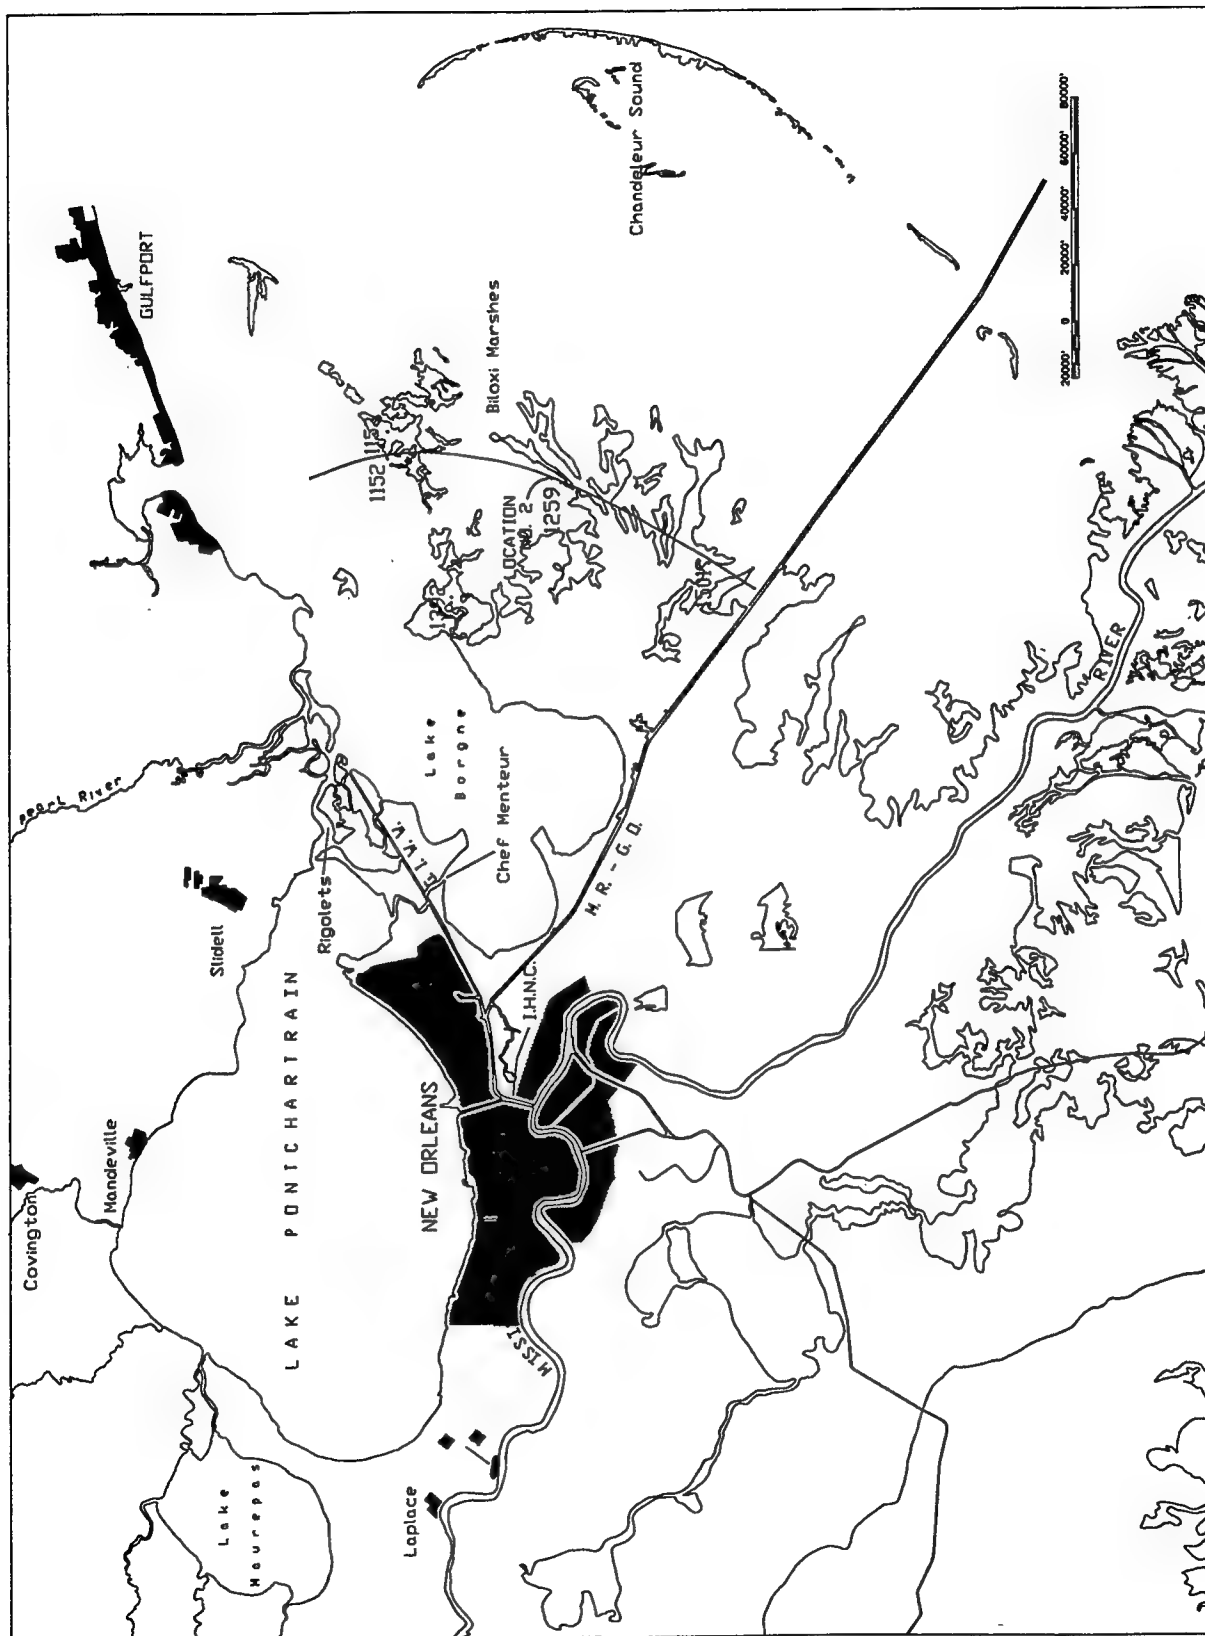 Covington
Mandeville
Slidell
Pearl River
GULFPORT
Lake
Maurepas
LAKE PONTCHARTRAIN
Rigolets
Lake
Borgne
Chef Menteur
1152
LOCATION
NO. 2
1259
Biloxi Marshes
Chandeleur Sound
Laplace
NEW ORLEANS
I.H.N.C.
M. R. - G. O.
MISSI
RIVER
20000' 0 20000' 40000' 60000' 80000'